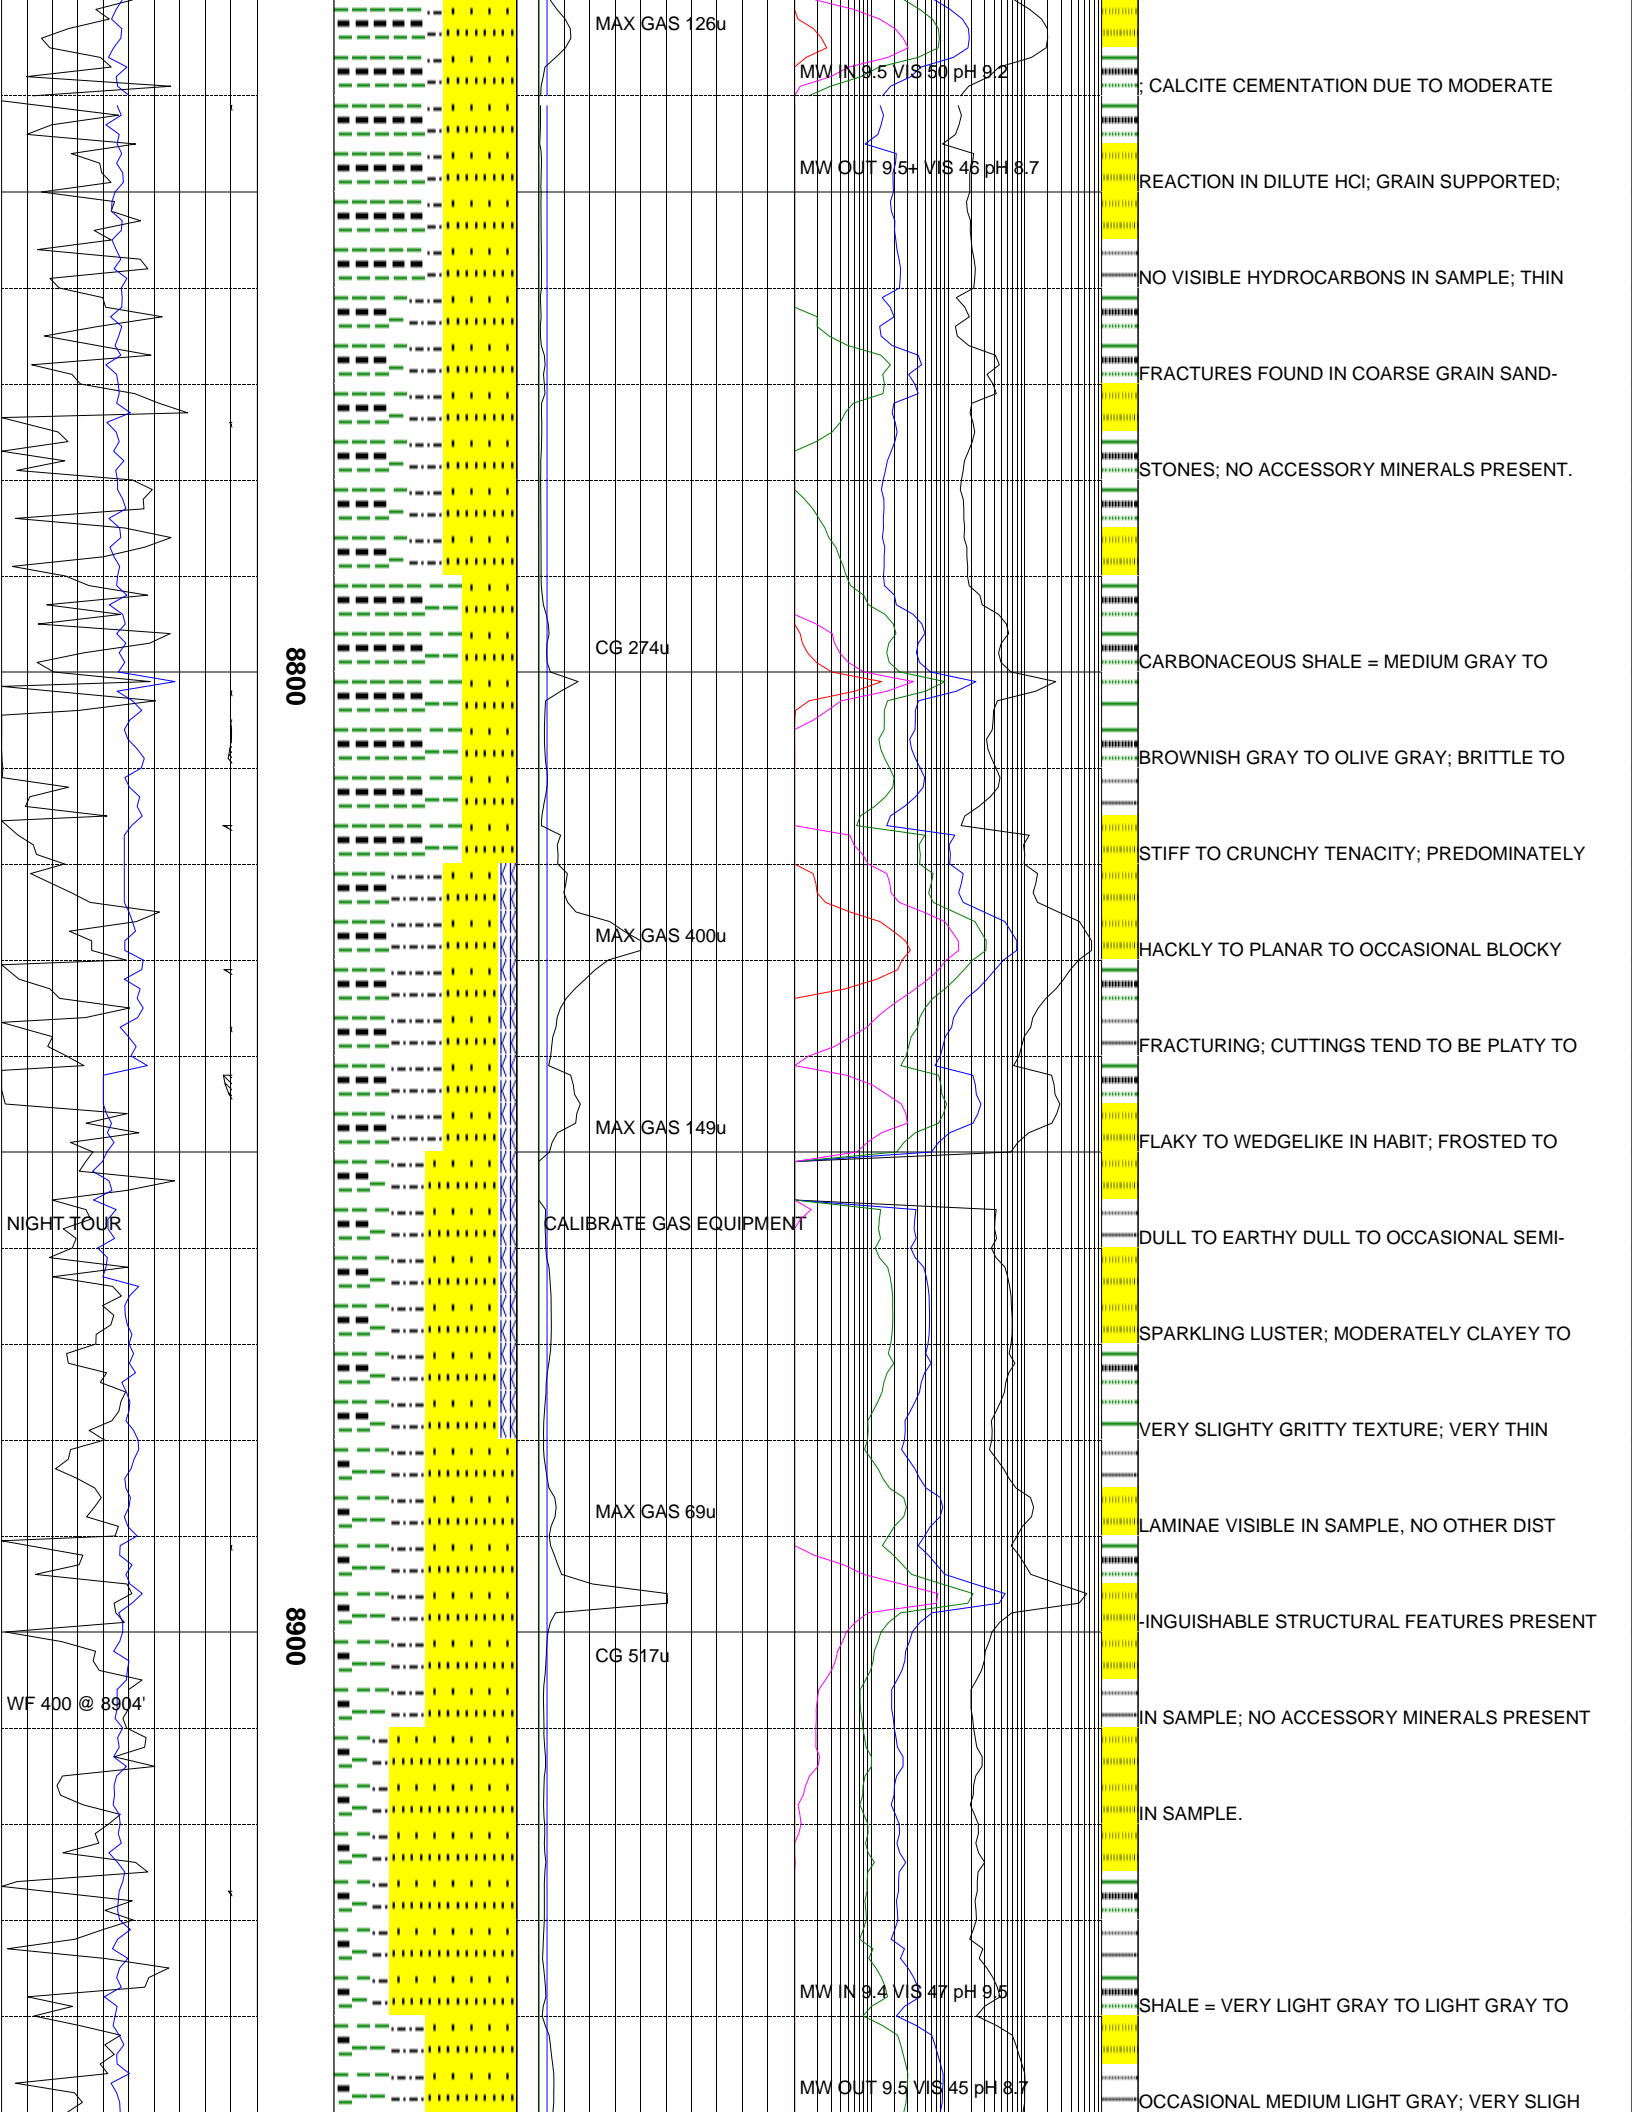 MAX GAS 126u
MW IN 9.5 VIS 50 pH 9.2
; CALCITE CEMENTATION DUE TO MODERATE
MW OUT 9.5+ VIS 46 pH 8.7
REACTION IN DILUTE HCl; GRAIN SUPPORTED;
NO VISIBLE HYDROCARBONS IN SAMPLE; THIN
FRACTURES FOUND IN COARSE GRAIN SAND-
STONES; NO ACCESSORY MINERALS PRESENT.
CG 274u
8800
CARBONACEOUS SHALE = MEDIUM GRAY TO
BROWNISH GRAY TO OLIVE GRAY; BRITTLE TO
STIFF TO CRUNCHY TENACITY; PREDOMINATELY
MAX GAS 400u
HACKLY TO PLANAR TO OCCASIONAL BLOCKY
FRACTURING; CUTTINGS TEND TO BE PLATY TO
MAX GAS 149u
FLAKY TO WEDGELIKE IN HABIT; FROSTED TO
NIGHT TOUR
CALIBRATE GAS EQUIPMENT
DULL TO EARTHY DULL TO OCCASIONAL SEMI-
SPARKLING LUSTER; MODERATELY CLAYEY TO
VERY SLIGHTY GRITTY TEXTURE; VERY THIN
MAX GAS 69u
LAMINAE VISIBLE IN SAMPLE, NO OTHER DIST
8900
-INGUISHABLE STRUCTURAL FEATURES PRESENT
CG 517u
WF 400 @ 8904'
IN SAMPLE; NO ACCESSORY MINERALS PRESENT
IN SAMPLE.
MW IN 9.4 VIS 47 pH 9.5
SHALE = VERY LIGHT GRAY TO LIGHT GRAY TO
MW OUT 9.5 VIS 45 pH 8.7
OCCASIONAL MEDIUM LIGHT GRAY; VERY SLIGH